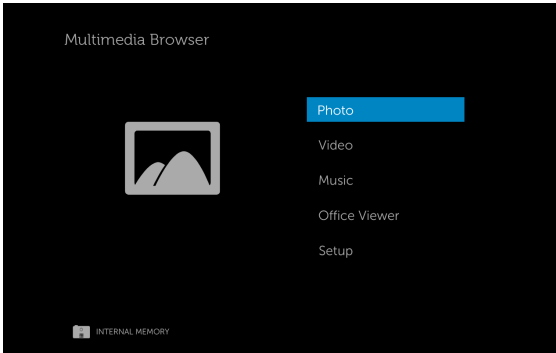 Multimedia Browser
Photo
Video
Music
Office Viewer
Setup
INTERNAL MEMORY